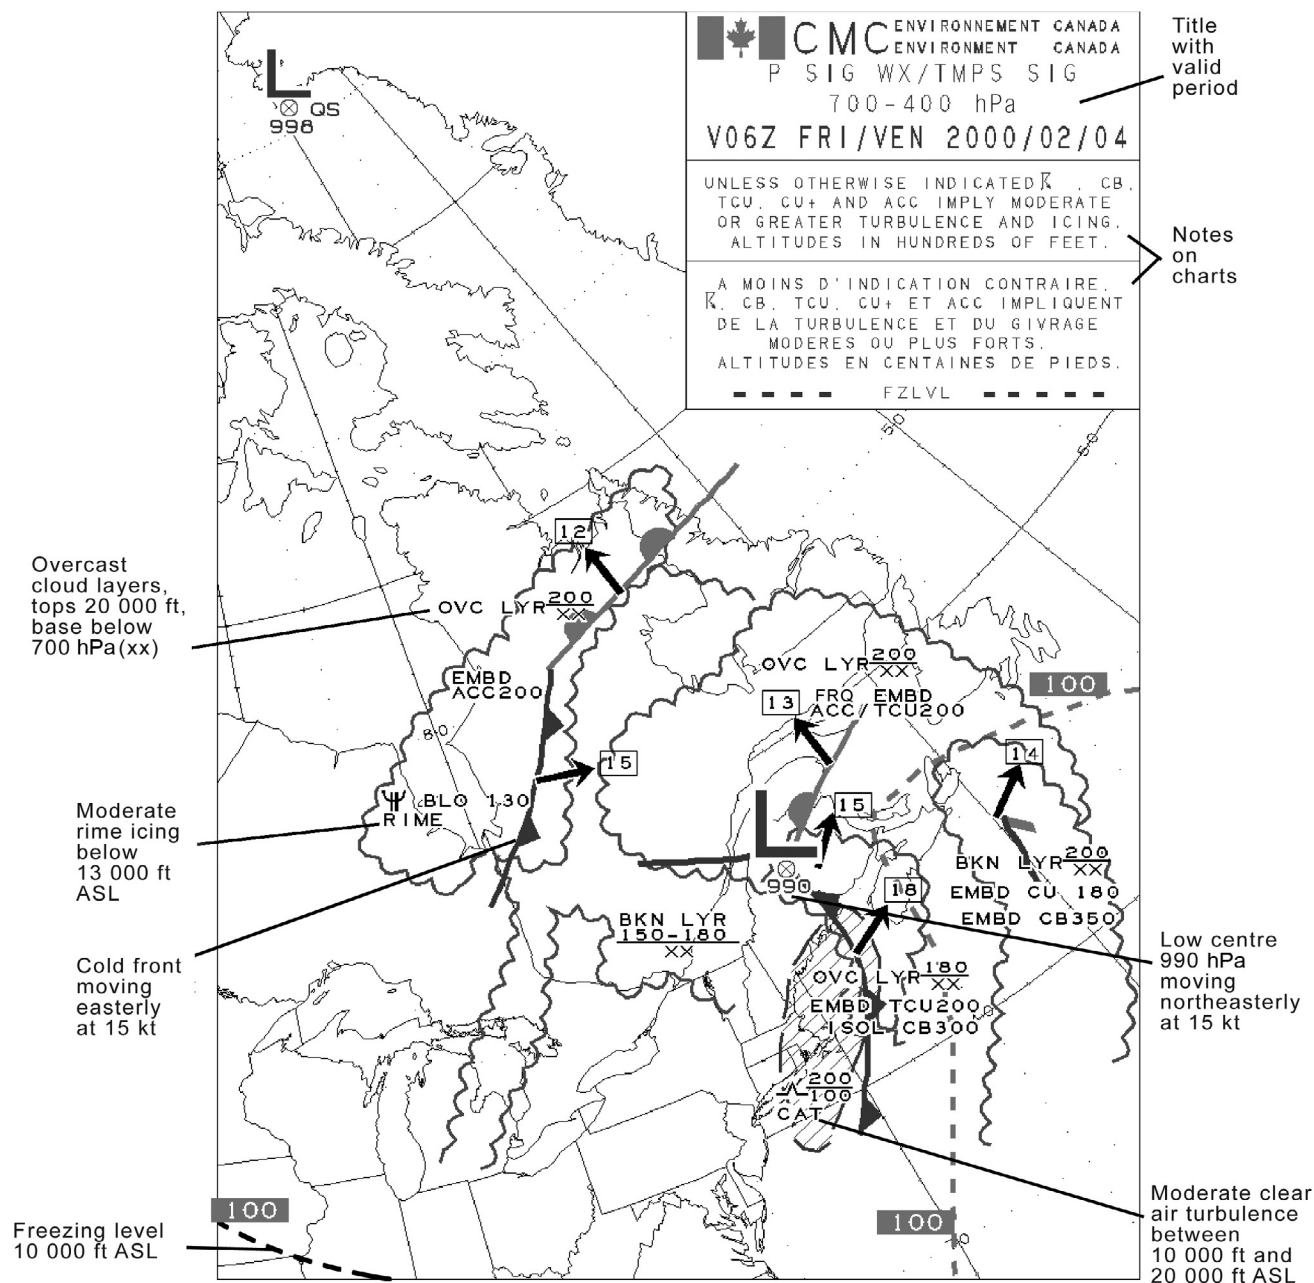 CMC ENVIRONNEMENT CANADA
ENVIRONMENT CANADA
P SIG WX/TMPS SIG
700-400 hPa
V06Z FRI/VEN 2000/02/04
UNLESS OTHERWISE INDICATED , CB,
TCU, CU+ AND ACC IMPLY MODERATE
OR GREATER TURBULENCE AND ICING.
ALTITUDES IN HUNDREDS OF FEET.
A MOINS D'INDICATION CONTRAIRE,
, CB, TCU, CU+ ET ACC IMPLIQUENT
DE LA TURBULENCE ET DU GIVRAGE
MODERES OU PLUS FORTS.
ALTITUDES EN CENTAINES DE PIEDS.
FZLVL
Title
with
valid
period
Notes
on
charts
L
QS
998
50
50
12
Overcast
cloud layers,
tops 20 000 ft,
base below
700 hPa(xx)
OVC LYR 200
XX
EMBD
ACC200
80
15
BLO 130
RIME
Moderate
rime icing
below
13 000 ft
ASL
OVC LYR 200
XX
FRQ EMBD
ACC/TCU200
13
100
14
15
L
990
18
BKN LYR 200
XX
EMBD CU 180
EMBD CB350
BKN LYR
150-180
XX
Cold front
moving
easterly
at 15 kt
Low centre
990 hPa
moving
northeasterly
at 15 kt
OVC LYR 180
XX
EMBD TCU200
ISOL CB300
200
100
CAT
100
Freezing level
10 000 ft ASL
100
Moderate clear
air turbulence
between
10 000 ft and
20 000 ft ASL